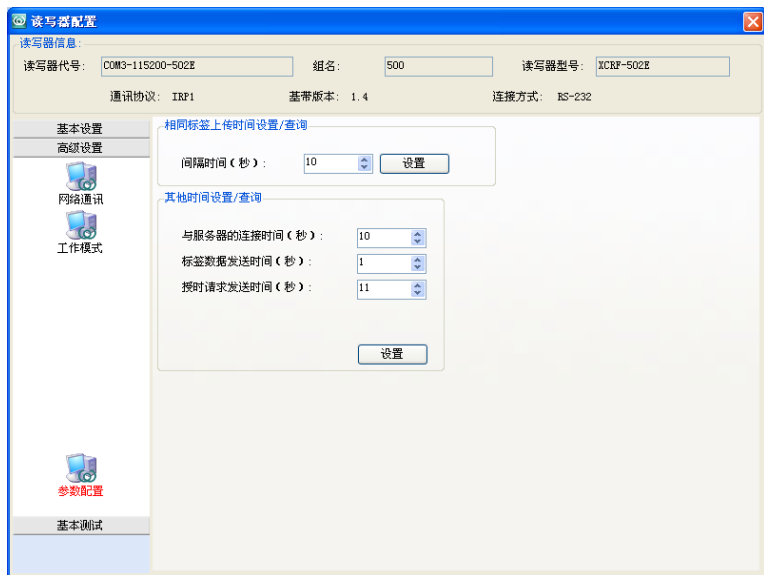 读写器配置
读写器信息:
读写器代号: COM3-115200-502E 组名: 500 读写器型号: XCRF-502E
通讯协议: IRP1 基带版本: 1.4 连接方式: RS-232
基本设置
高级设置
网络通讯
工作模式
参数配置
基本测试
相同标签上传时间设置/查询
间隔时间(秒): 10 设置
其他时间设置/查询
与服务器的连接时间(秒): 10
标签数据发送时间(秒): 1
授时请求发送时间(秒): 11
设置